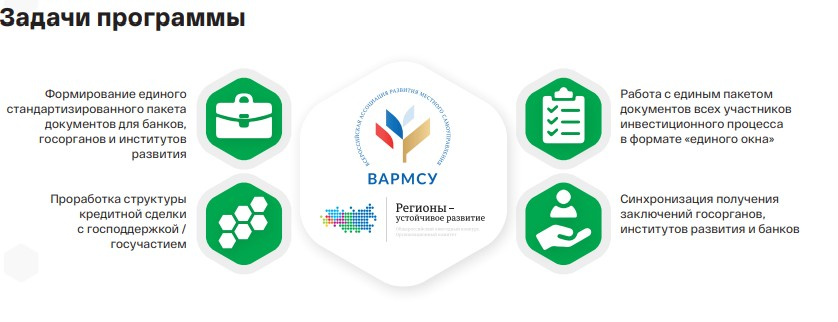 Задачи программы
Формирование единого
стандартизированного пакета
документов для банков,
госорганов и институтов
развития
Проработка структуры
кредитной сделки
с господдержкой /
госучастием
ВСЕРОССИЙСКАЯ АССОЦИАЦИЯ РАЗВИТИЯ МЕСТНОГО САМОУПРАВЛЕНИЯ
ВАРМСУ
Регионы –
устойчивое развитие
Работа с единым пакетом
документов всех участников
инвестиционного процесса
в формате «единого окна»
Синхронизация получения
заключений госорганов,
институтов развития и банков